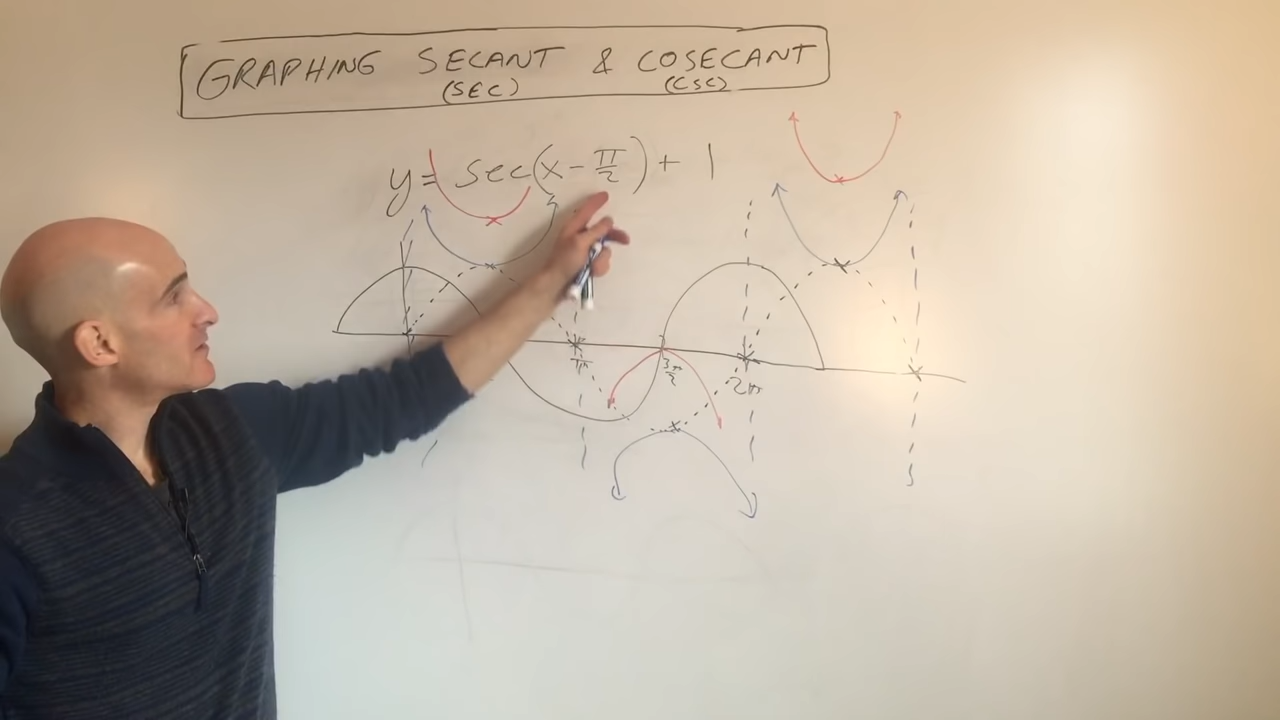 GRAPHING SECANT & COSECANT
(SEC) (CSC)
y = sec(x - π/2) + 1
π
3π/2
2π